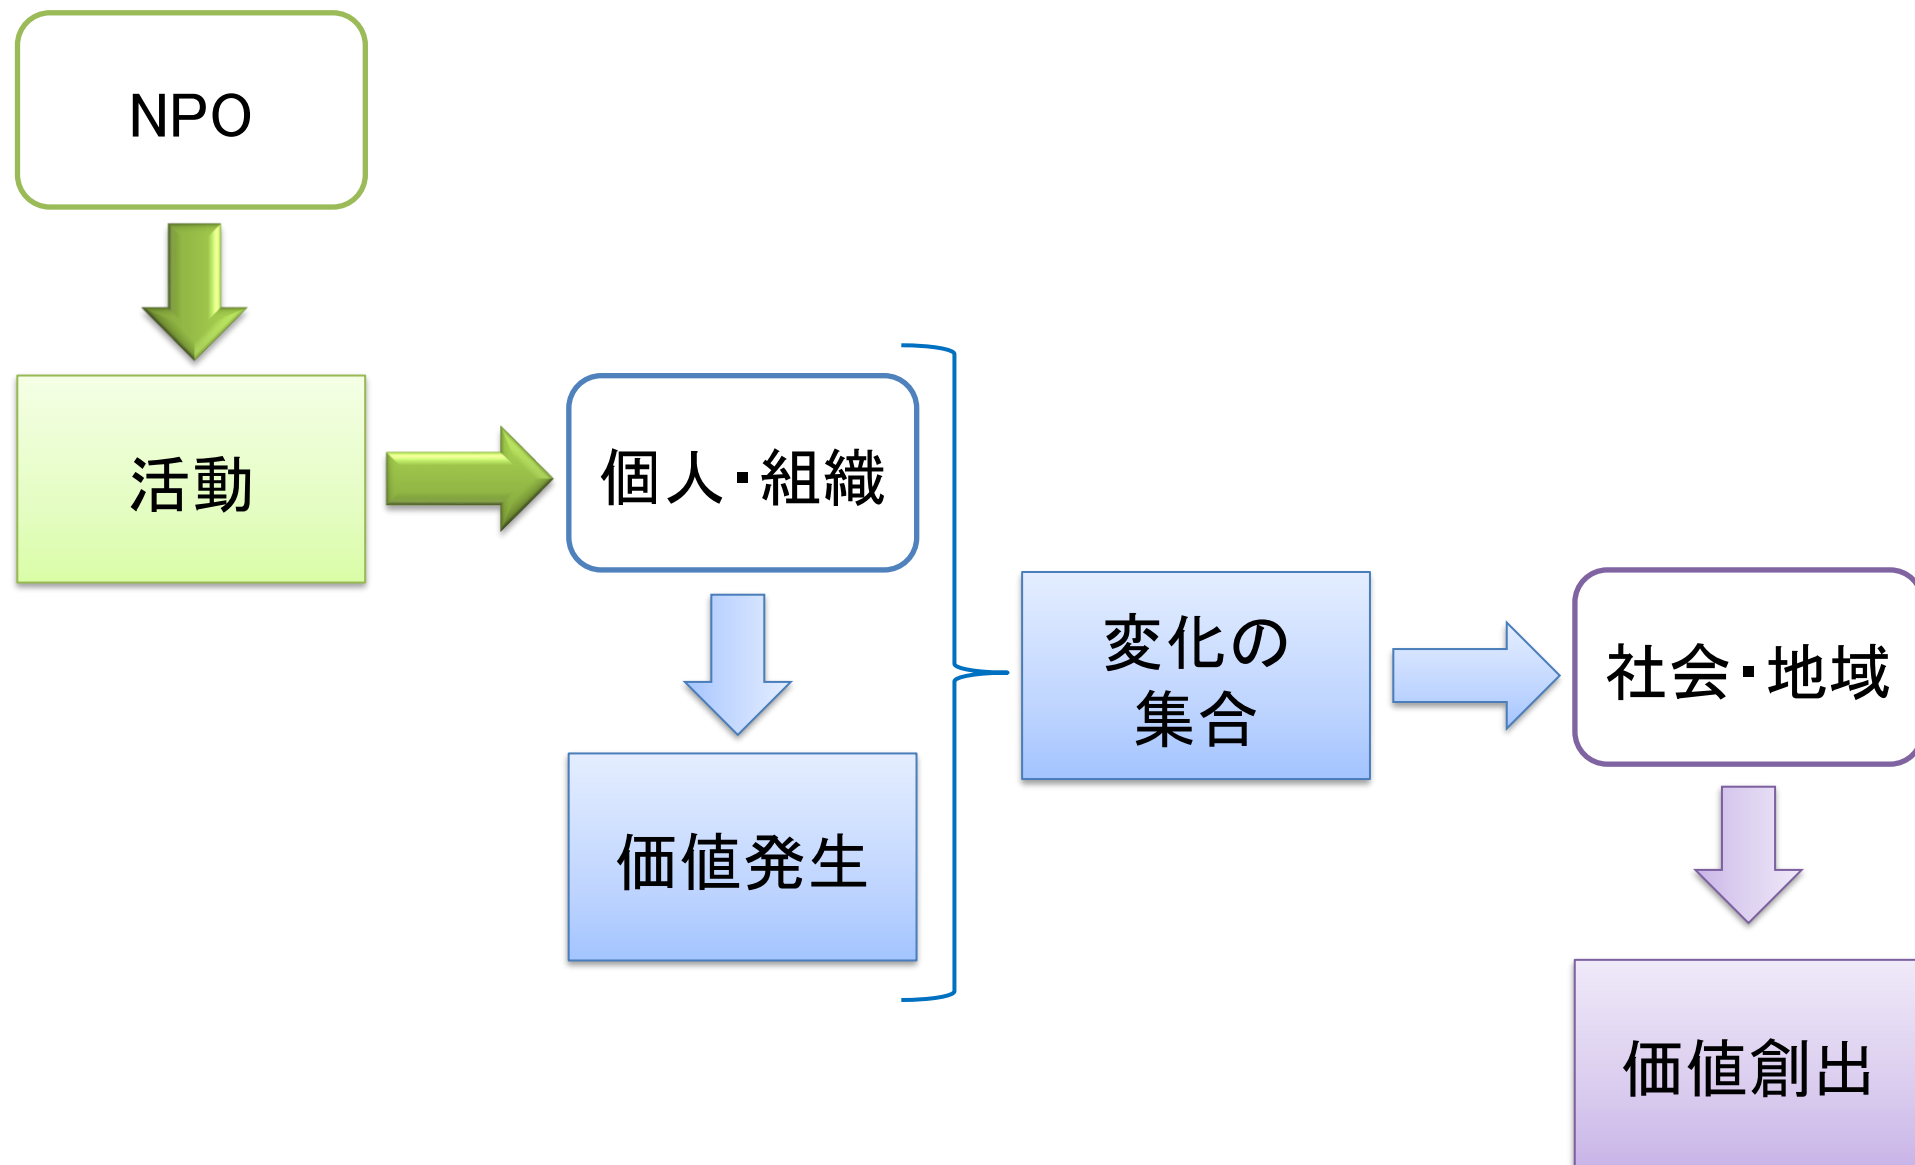 NPO
活動
個人・組織
価値発生
変化の
集合
社会・地域
価値創出